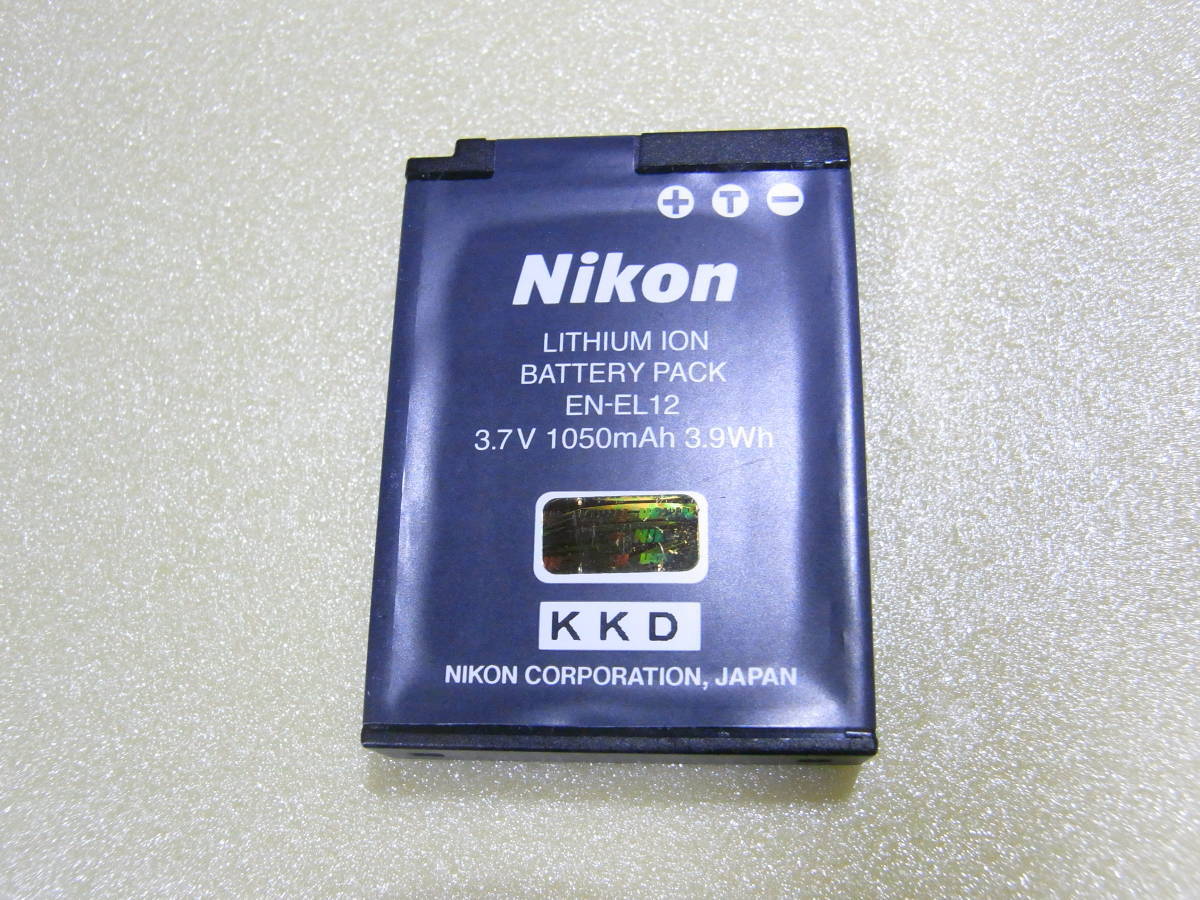 + T −
Nikon
LITHIUM ION
BATTERY PACK
EN-EL12
3.7V 1050mAh 3.9Wh
KKD
NIKON CORPORATION, JAPAN